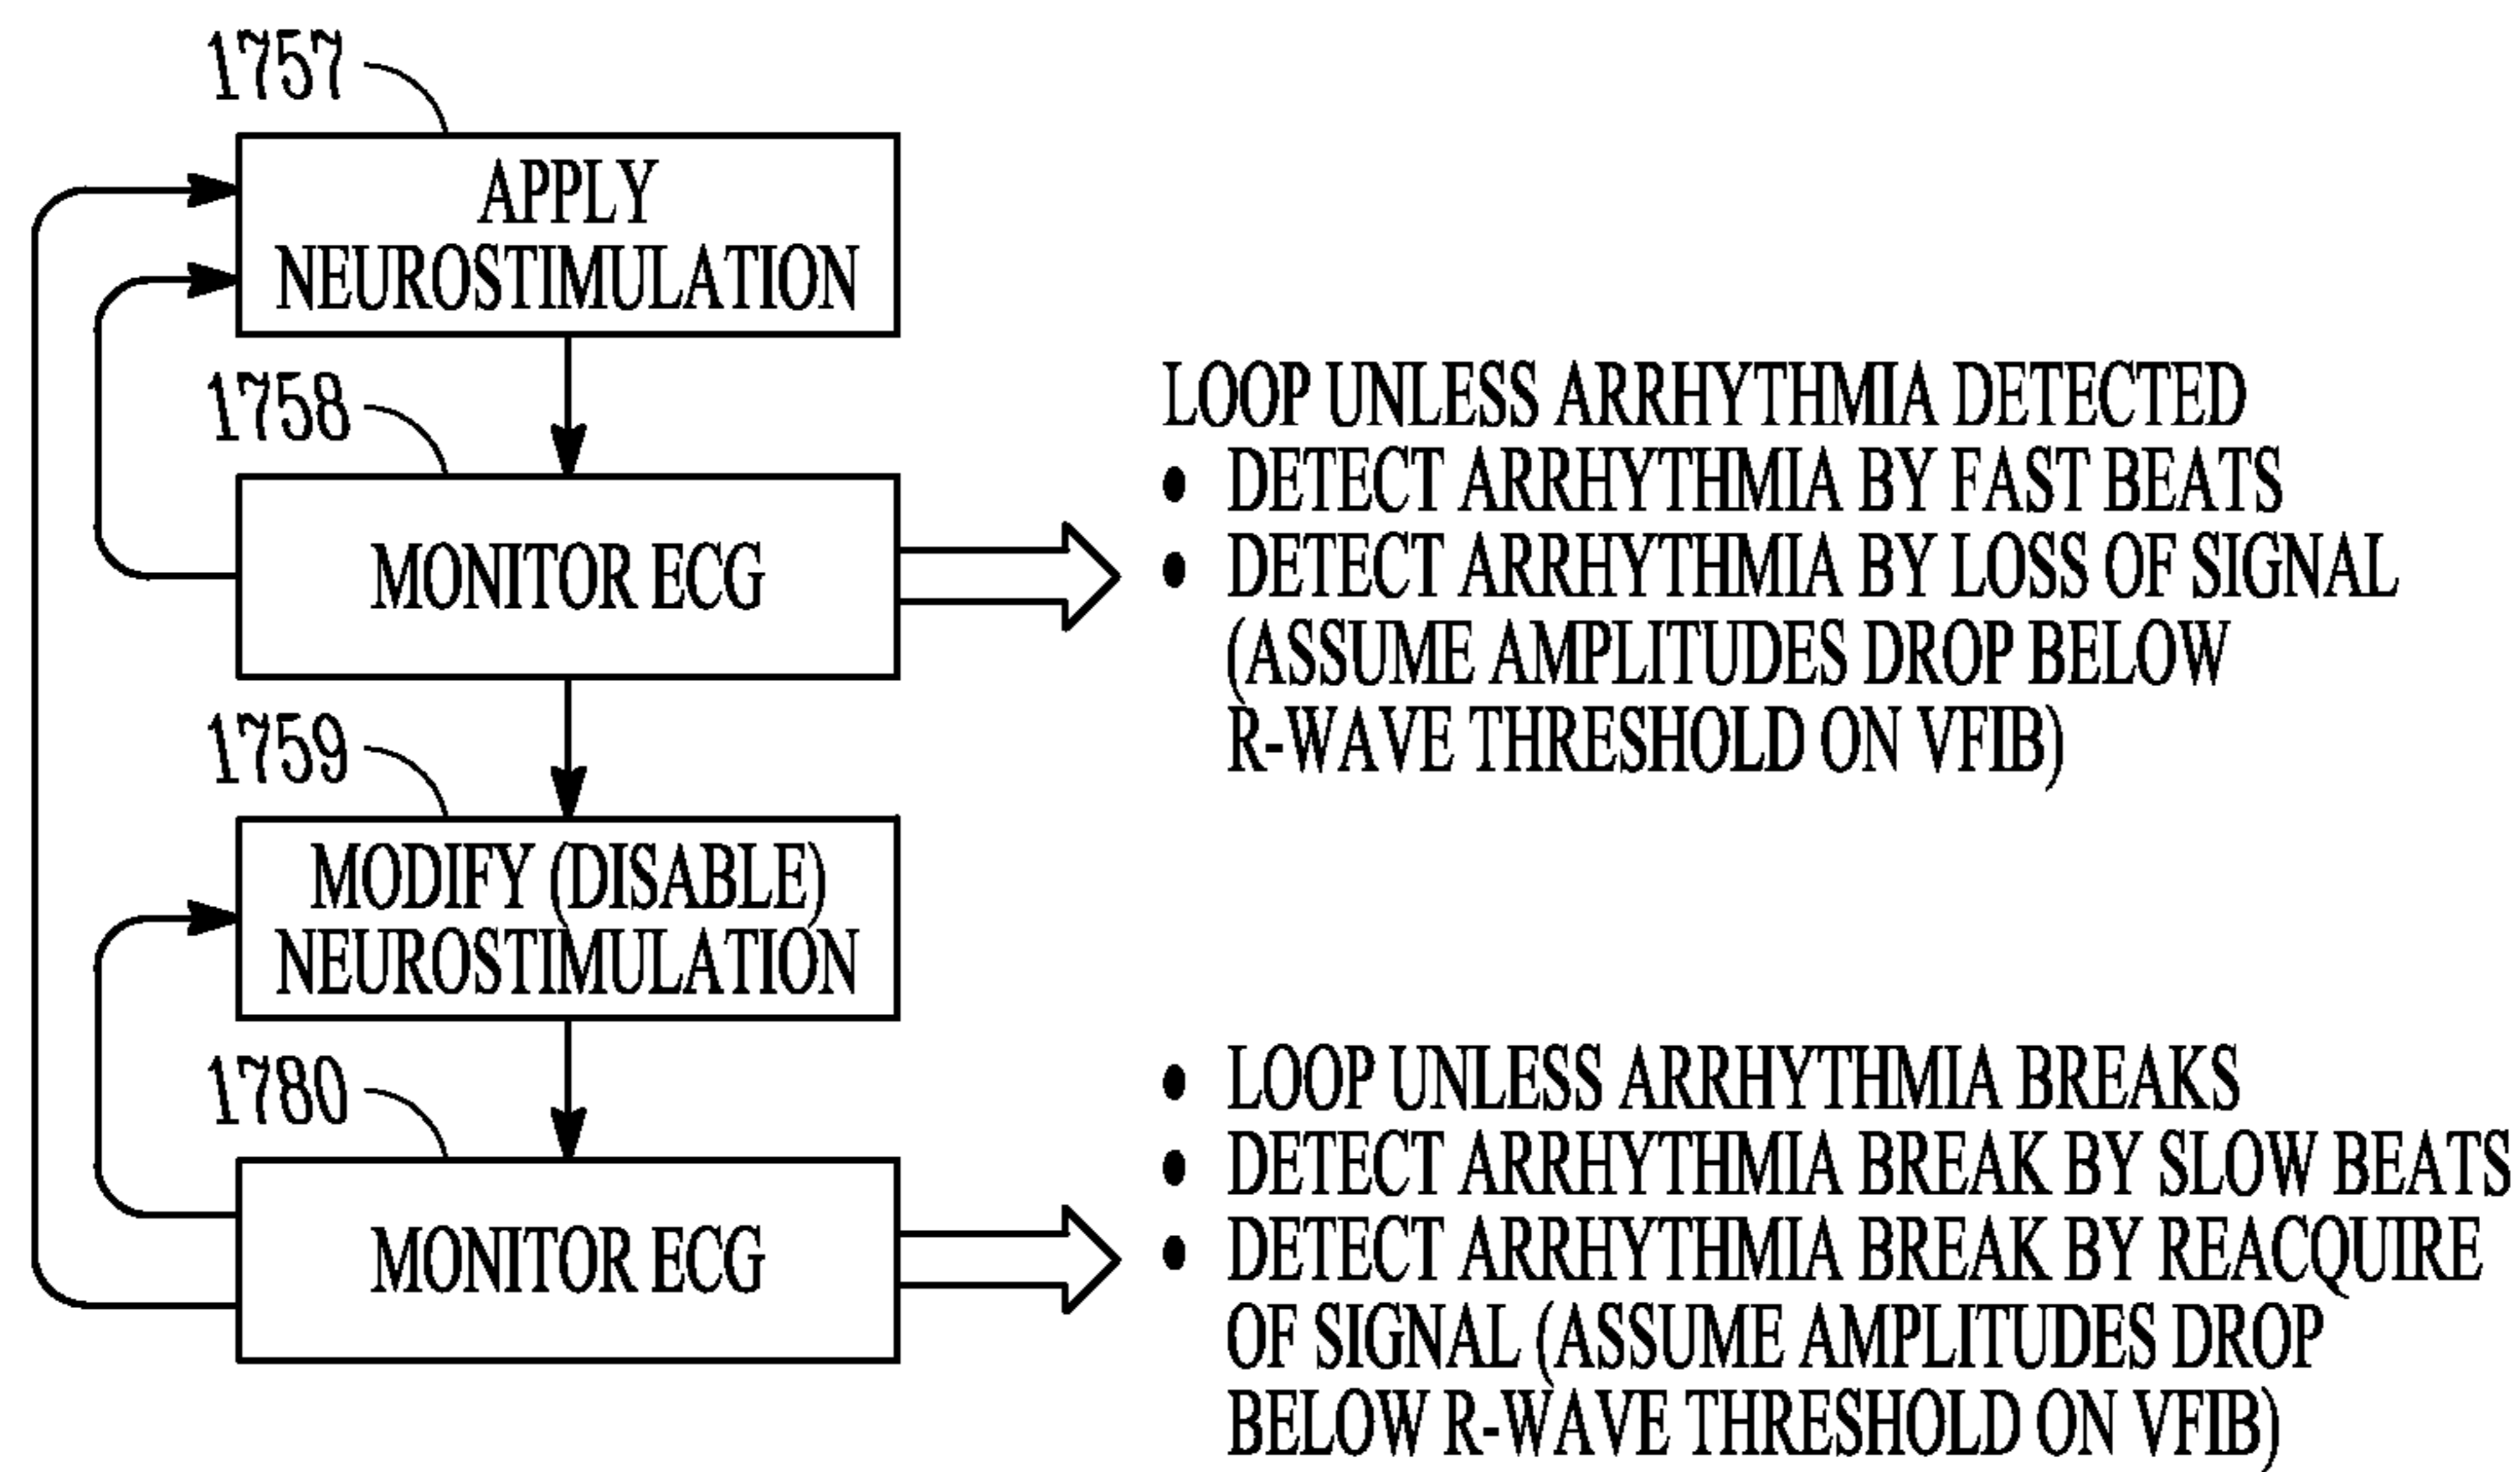 1757
APPLY
NEUROSTIMULATION
1758
MONITOR ECG
LOOP UNLESS ARRHYTHMIA DETECTED
● DETECT ARRHYTHMIA BY FAST BEATS
● DETECT ARRHYTHMIA BY LOSS OF SIGNAL
(ASSUME AMPLITUDES DROP BELOW
R-WAVE THRESHOLD ON VFIB)
1759
MODIFY (DISABLE)
NEUROSTIMULATION
1780
MONITOR ECG
● LOOP UNLESS ARRHYTHMIA BREAKS
● DETECT ARRHYTHMIA BREAK BY SLOW BEATS
● DETECT ARRHYTHMIA BREAK BY REACQUIRE
OF SIGNAL (ASSUME AMPLITUDES DROP
BELOW R-WAVE THRESHOLD ON VFIB)